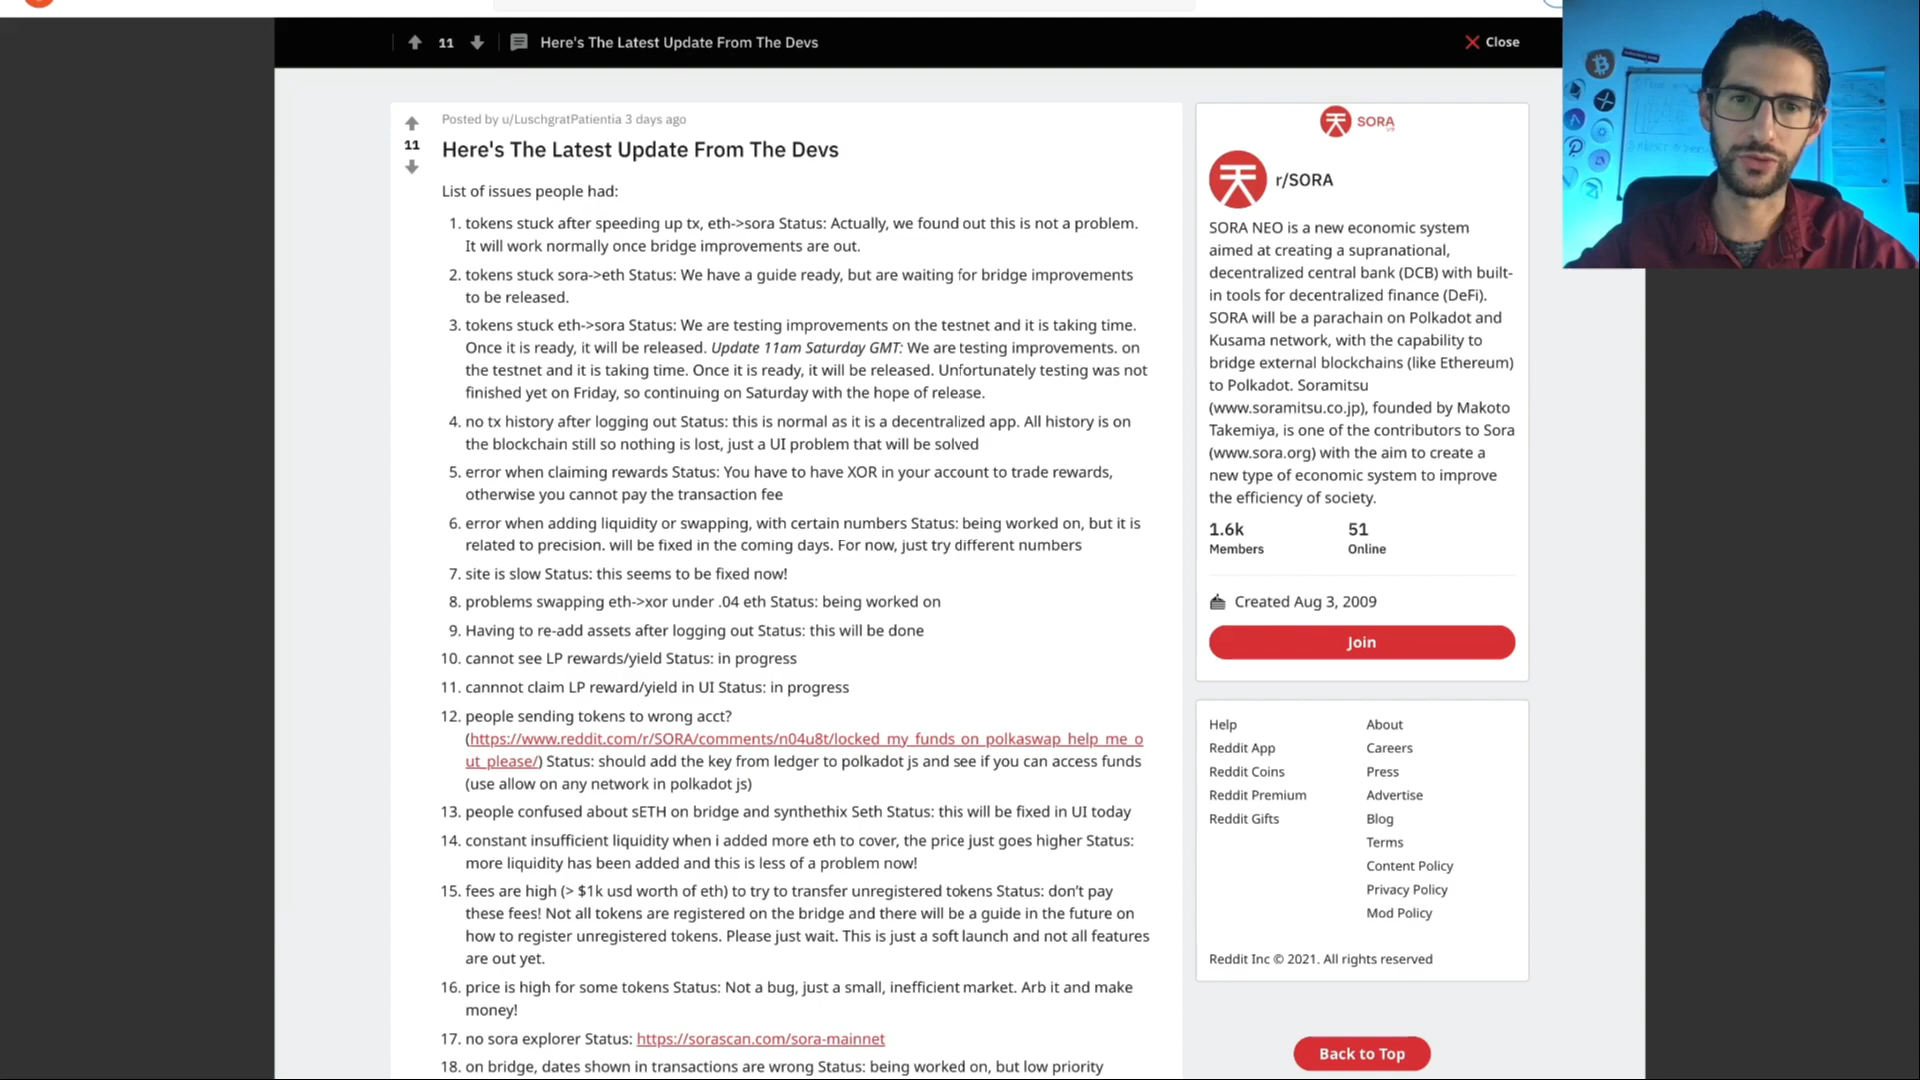 11
Here's The Latest Update From The Devs
Close
Posted by u/LuschgratPatientia 3 days ago
11
Here's The Latest Update From The Devs
List of issues people had:
1. tokens stuck after speeding up tx, eth->sora Status: Actually, we found out this is not a problem.
It will work normally once bridge improvements are out.
2. tokens stuck sora->eth Status: We have a guide ready, but are waiting for bridge improvements
to be released.
3. tokens stuck eth->sora Status: We are testing improvements on the testnet and it is taking time.
Once it is ready, it will be released. Update 11am Saturday GMT: We are testing improvements. on
the testnet and it is taking time. Once it is ready, it will be released. Unfortunately testing was not
finished yet on Friday, so continuing on Saturday with the hope of release.
4. no tx history after logging out Status: this is normal as it is a decentralized app. All history is on
the blockchain still so nothing is lost, just a UI problem that will be solved
5. error when claiming rewards Status: You have to have XOR in your account to trade rewards,
otherwise you cannot pay the transaction fee
6. error when adding liquidity or swapping, with certain numbers Status: being worked on, but it is
related to precision. will be fixed in the coming days. For now, just try different numbers
7. site is slow Status: this seems to be fixed now!
8. problems swapping eth->xor under .04 eth Status: being worked on
9. Having to re-add assets after logging out Status: this will be done
10. cannot see LP rewards/yield Status: in progress
11. cannnot claim LP reward/yield in UI Status: in progress
12. people sending tokens to wrong acct?
(https://www.reddit.com/r/SORA/comments/n04u8t/locked_my_funds_on_polkaswap_help_me_o
ut_please/) Status: should add the key from ledger to polkadot js and see if you can access funds
(use allow on any network in polkadot js)
13. people confused about sETH on bridge and synthethix Seth Status: this will be fixed in UI today
14. constant insufficient liquidity when i added more eth to cover, the price just goes higher Status:
more liquidity has been added and this is less of a problem now!
15. fees are high (> $1k usd worth of eth) to try to transfer unregistered tokens Status: don't pay
these fees! Not all tokens are registered on the bridge and there will be a guide in the future on
how to register unregistered tokens. Please just wait. This is just a soft launch and not all features
are out yet.
16. price is high for some tokens Status: Not a bug, just a small, inefficient market. Arb it and make
money!
17. no sora explorer Status: https://sorascan.com/sora-mainnet
18. on bridge, dates shown in transactions are wrong Status: being worked on, but low priority
SORA
r/SORA
SORA NEO is a new economic system
aimed at creating a supranational,
decentralized central bank (DCB) with built-
in tools for decentralized finance (DeFi).
SORA will be a parachain on Polkadot and
Kusama network, with the capability to
bridge external blockchains (like Ethereum)
to Polkadot. Soramitsu
(www.soramitsu.co.jp), founded by Makoto
Takemiya, is one of the contributors to Sora
(www.sora.org) with the aim to create a
new type of economic system to improve
the efficiency of society.
1.6k
Members
51
Online
Created Aug 3, 2009
Join
Help
Reddit App
Reddit Coins
Reddit Premium
Reddit Gifts
About
Careers
Press
Advertise
Blog
Terms
Content Policy
Privacy Policy
Mod Policy
Reddit Inc © 2021. All rights reserved
Back to Top